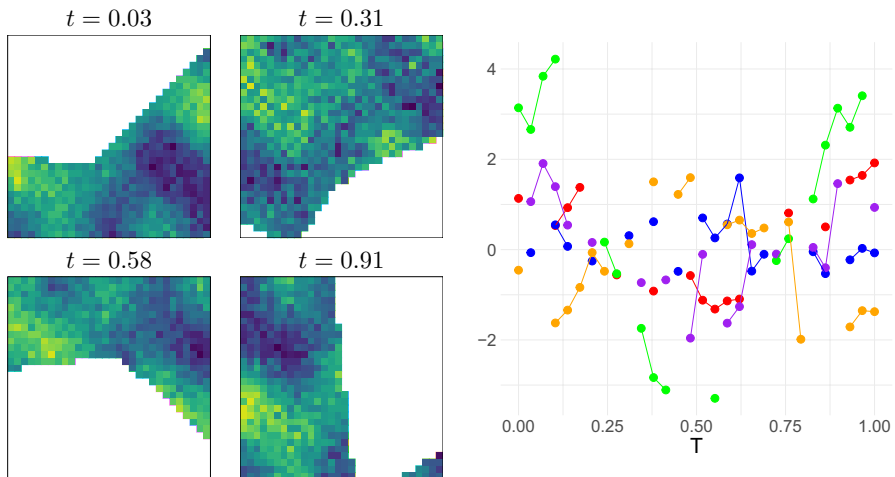 t = 0.03
t = 0.31
t = 0.58
t = 0.91
4
2
0
−2
0.00 0.25 0.50 0.75 1.00
T